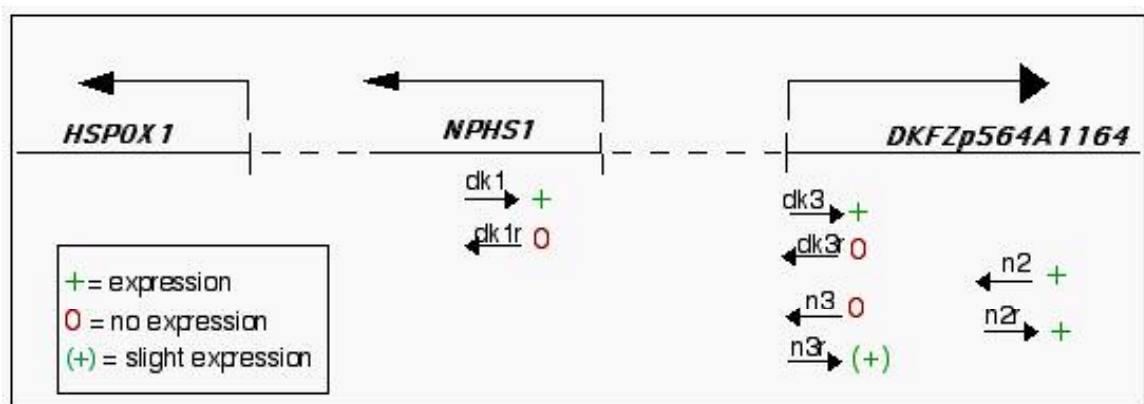 HSPOX1 NPHS1 DKFZp564A1164
dk1 +
dk1r 0
dk3 +
dk3r 0
n2 +
n3 0
n2r +
n3r (+)
+ = expression
0 = no expression
(+) = slight expression